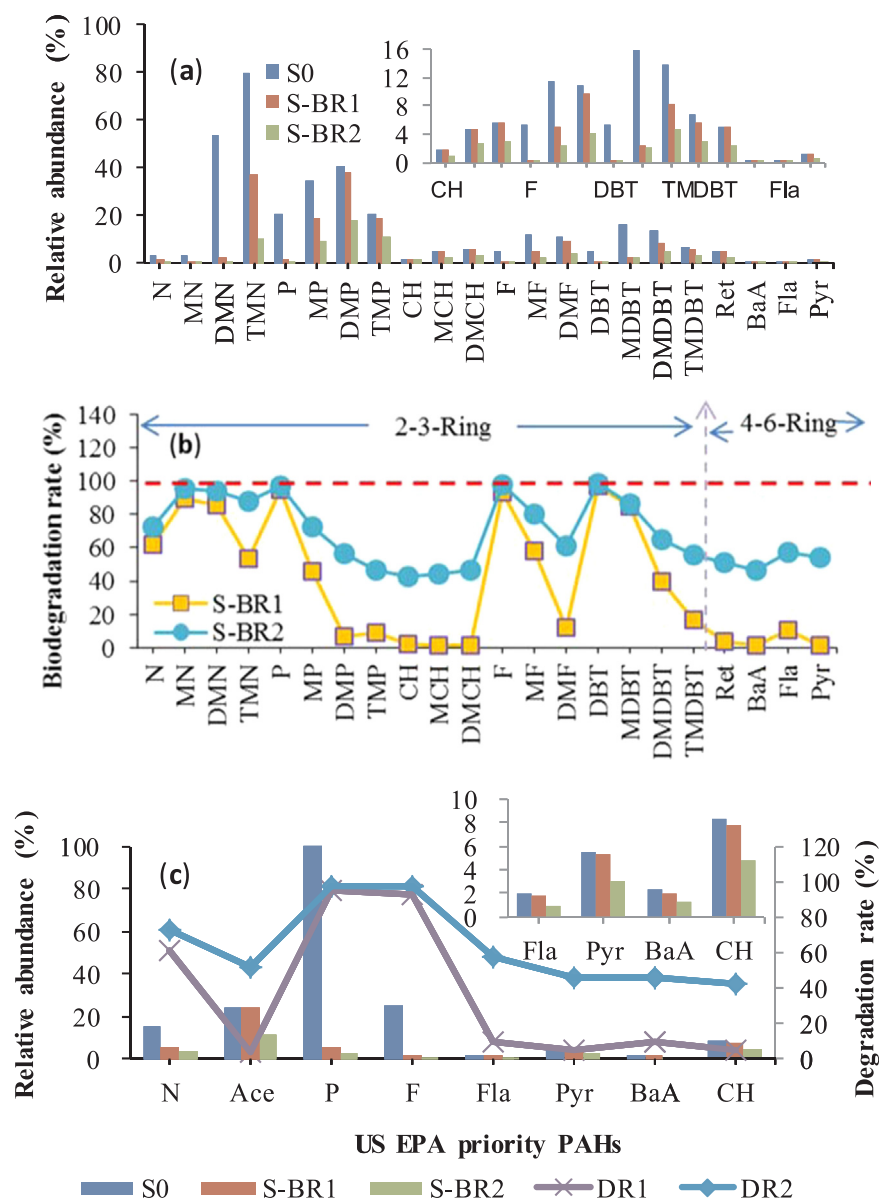 Relative abundance (%)
100
80
60
40
20
0
(a)
S0
S-BR1
S-BR2
16
12
8
4
0
CH F DBT TMDBT Fla
N MN DMN TMN P MP DMP TMP CH MCH DMCH F MF DMF DBT MDBT DMDBT TMDBT Ret BaA Fla Pyr
Biodegradation rate (%)
140
120
100
80
60
40
20
0
(b)
2-3-Ring
4-6-Ring
S-BR1
S-BR2
N MN DMN TMN P MP DMP TMP CH MCH DMCH F MF DMF DBT MDBT DMDBT TMDBT Ret BaA Fla Pyr
Relative abundance (%)
100
80
60
40
20
0
(c)
10
8
6
4
2
0
Fla Pyr BaA CH
120
100
80
60
40
20
0
Degradation rate (%)
N Ace P F Fla Pyr BaA CH
US EPA priority PAHs
S0 S-BR1 S-BR2 DR1 DR2